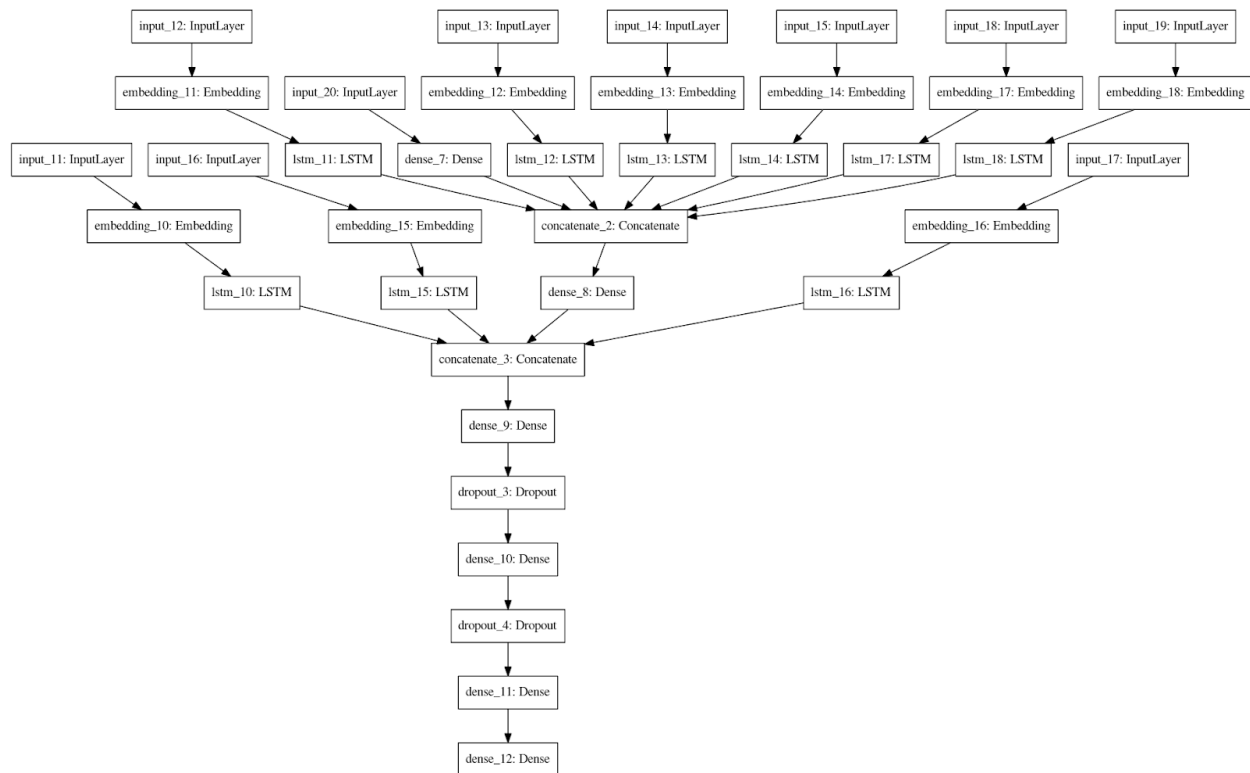 input_12: InputLayer
input_13: InputLayer
input_14: InputLayer
input_15: InputLayer
input_18: InputLayer
input_19: InputLayer
embedding_11: Embedding
input_20: InputLayer
embedding_12: Embedding
embedding_13: Embedding
embedding_14: Embedding
embedding_17: Embedding
embedding_18: Embedding
input_11: InputLayer
input_16: InputLayer
lstm_11: LSTM
dense_7: Dense
lstm_12: LSTM
lstm_13: LSTM
lstm_14: LSTM
lstm_17: LSTM
lstm_18: LSTM
input_17: InputLayer
embedding_10: Embedding
embedding_15: Embedding
concatenate_2: Concatenate
embedding_16: Embedding
lstm_10: LSTM
lstm_15: LSTM
dense_8: Dense
lstm_16: LSTM
concatenate_3: Concatenate
dense_9: Dense
dropout_3: Dropout
dense_10: Dense
dropout_4: Dropout
dense_11: Dense
dense_12: Dense